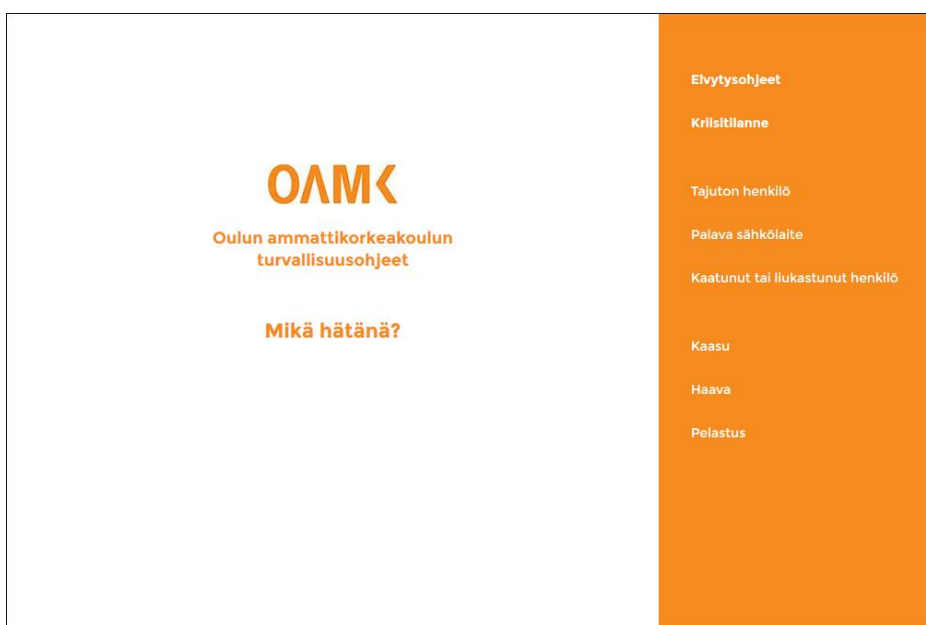 OAMK
Oulun ammattikorkeakoulun
turvallisuusohjeet
Mikä hätänä?
Elvytysohjeet
Kriisitilanne
Tajuton henkilö
Palava sähkölaite
Kaatunut tai liukastunut henkilö
Kaasu
Haava
Pelastus